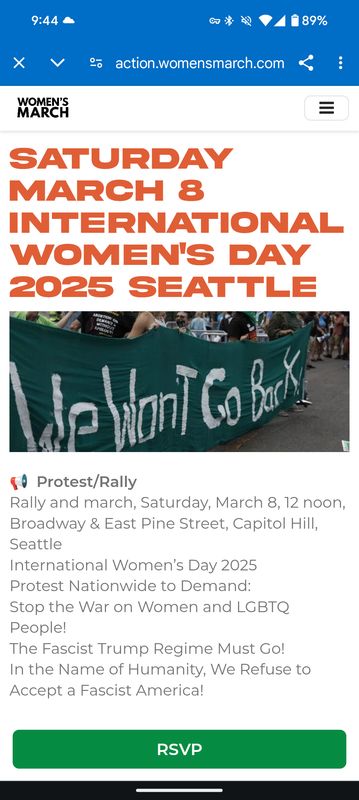 9:44
89%
action.womensmarch.com
WOMEN'S
MARCH
SATURDAY
MARCH 8
INTERNATIONAL
WOMEN'S DAY
2025 SEATTLE
We Won'T Go Back
Protest/Rally
Rally and march, Saturday, March 8, 12 noon,
Broadway & East Pine Street, Capitol Hill,
Seattle
International Women’s Day 2025
Protest Nationwide to Demand:
Stop the War on Women and LGBTQ
People!
The Fascist Trump Regime Must Go!
In the Name of Humanity, We Refuse to
Accept a Fascist America!
RSVP